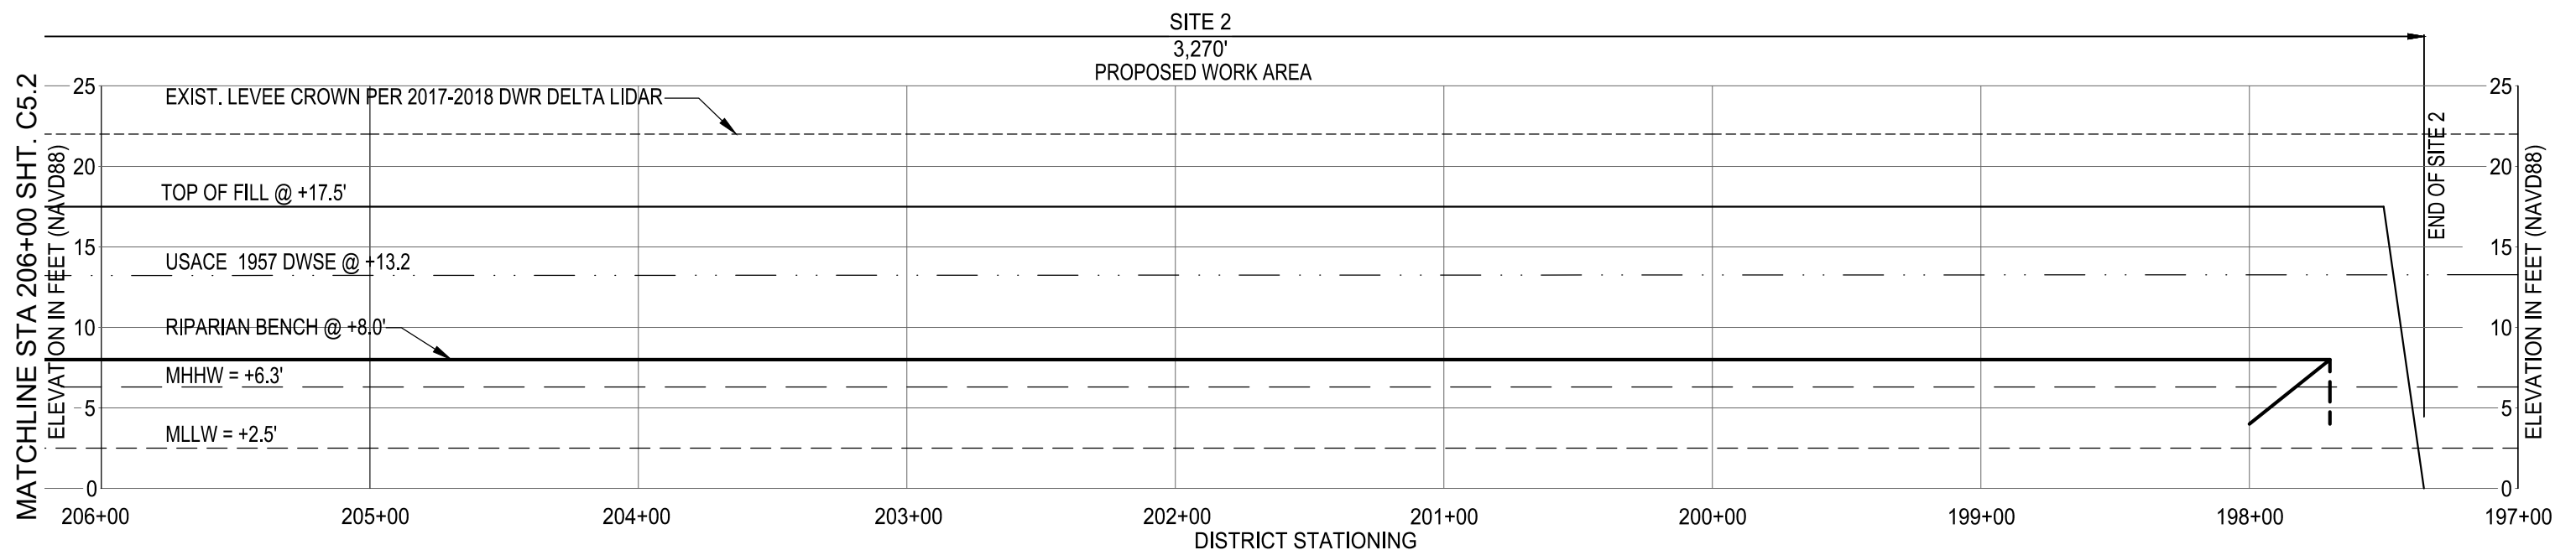 SITE 2
3,270'
PROPOSED WORK AREA
MATCHLINE STA 206+00 SHT. C5.2
ELEVATION IN FEET (NAVD88)
25
20
15
10
5
0
EXIST. LEVEE CROWN PER 2017-2018 DWR DELTA LIDAR
TOP OF FILL @ +17.5'
USACE 1957 DWSE @ +13.2
RIPARIAN BENCH @ +8.0'
MHHW = +6.3'
MLLW = +2.5'
END OF SITE 2
25
20
15
10
5
0
ELEVATION IN FEET (NAVD88)
206+00 205+00 204+00 203+00 202+00 201+00 200+00 199+00 198+00 197+00
DISTRICT STATIONING